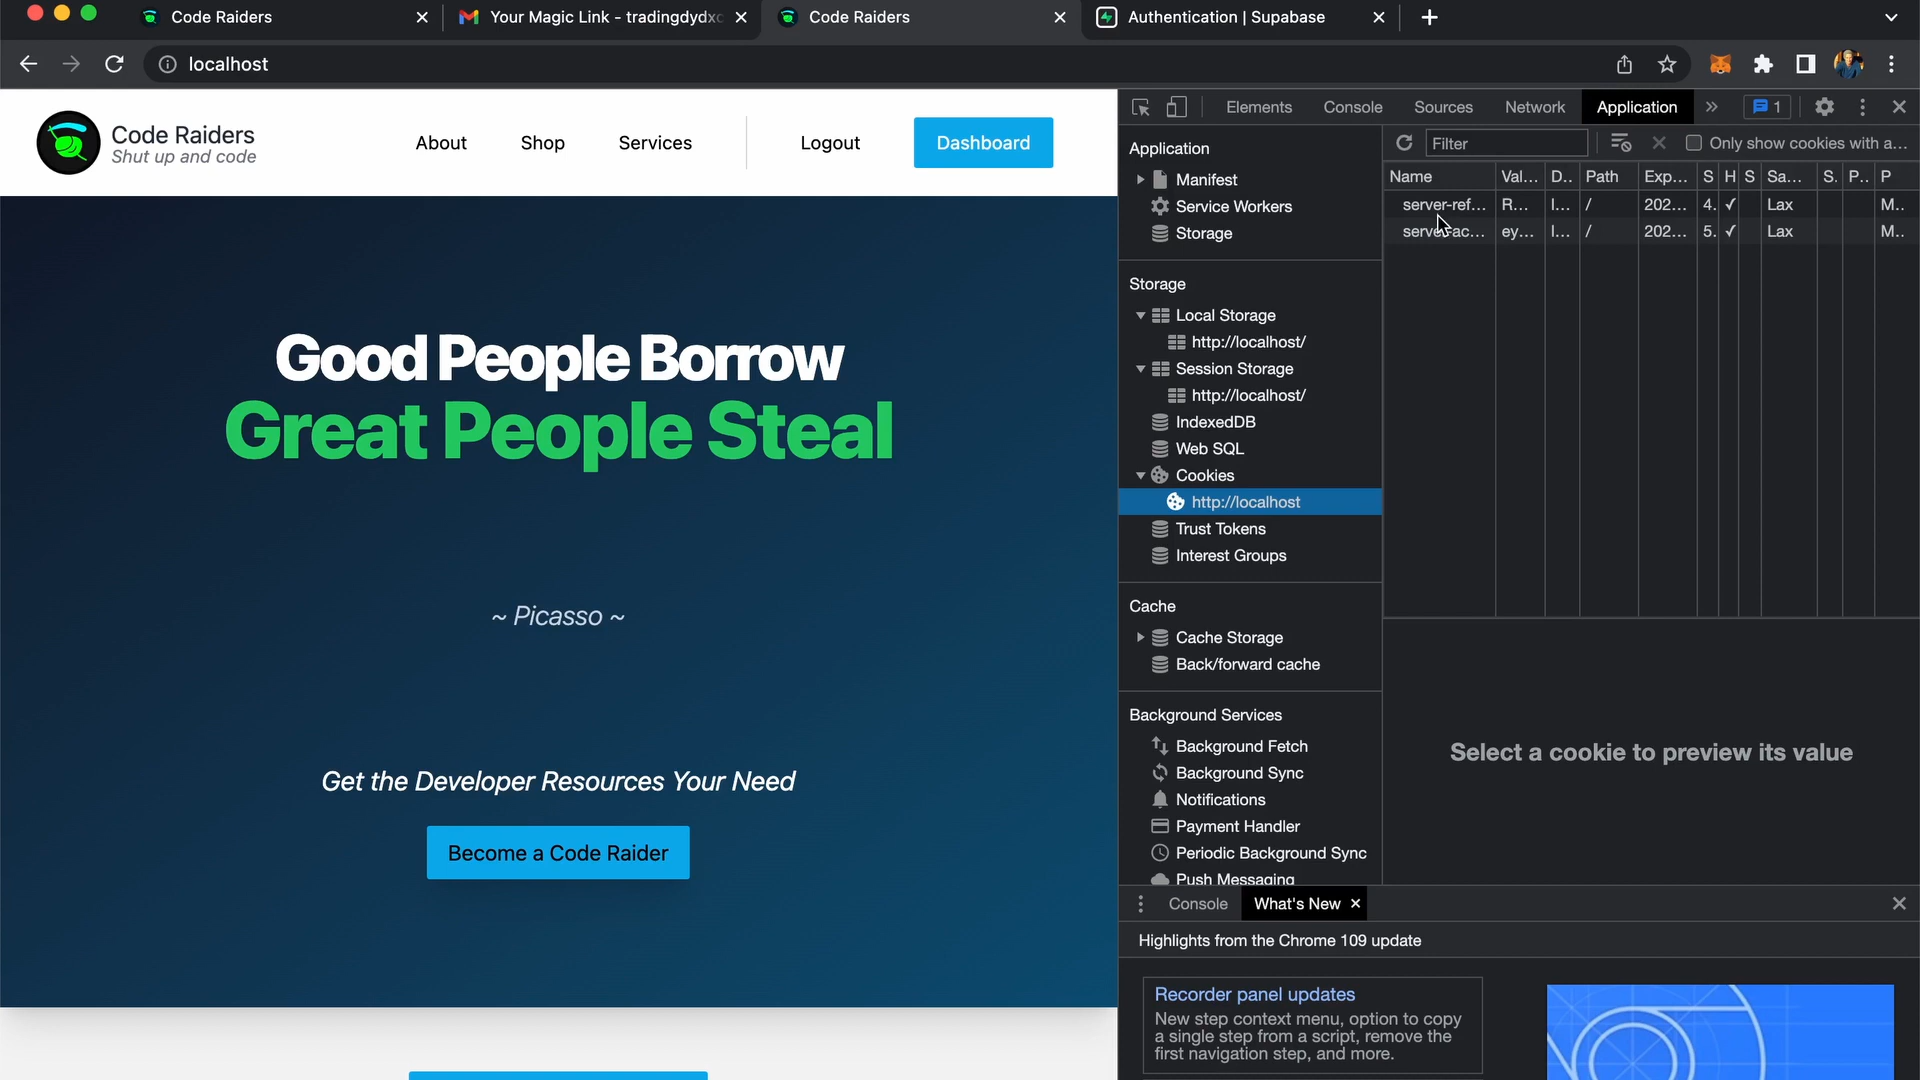 Code Raiders
Your Magic Link - tradingdydxc
Code Raiders
Authentication | Supabase
localhost
Code Raiders
Shut up and code
About
Shop
Services
Logout
Dashboard
Good People Borrow
Great People Steal
~ Picasso ~
Get the Developer Resources Your Need
Become a Code Raider
Elements
Console
Sources
Network
Application
1
Application
Manifest
Service Workers
Storage
Storage
Local Storage
http://localhost/
Session Storage
http://localhost/
IndexedDB
Web SQL
Cookies
http://localhost
Trust Tokens
Interest Groups
Cache
Cache Storage
Back/forward cache
Background Services
Background Fetch
Background Sync
Notifications
Payment Handler
Periodic Background Sync
Push Messaging
Filter
Only show cookies with a...
Name Val... D.. Path Exp... S H S Sa... S. P.. P
server-ref... R... l... / 202... 4. ✓ Lax M..
server-ac... ey... l... / 202... 5. ✓ Lax M..
Select a cookie to preview its value
Console
What's New
Highlights from the Chrome 109 update
Recorder panel updates
New step context menu, option to copy
a single step from a script, remove the
first navigation step, and more.